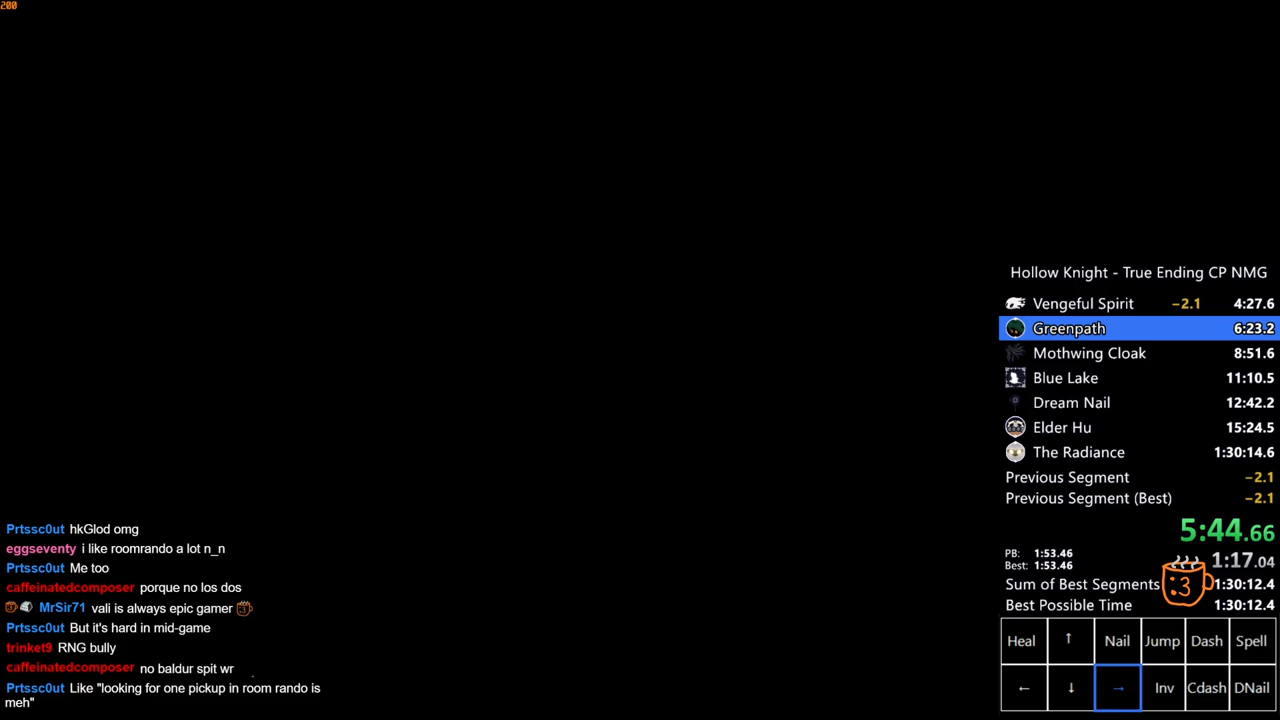 200
Hollow Knight - True Ending CP NMG
Vengeful Spirit -2.1 4:27.6
Greenpath 6:23.2
Mothwing Cloak 8:51.6
Blue Lake 11:10.5
Dream Nail 12:42.2
Elder Hu 15:24.5
The Radiance 1:30:14.6
Previous Segment -2.1
Previous Segment (Best) -2.1
5:44.66
PB: 1:53.46
Best: 1:53.46
1:17.04
Sum of Best Segments 1:30:12.4
Best Possible Time 1:30:12.4
Heal ↑ Nail Jump Dash Spell
← ↓ → Inv Cdash DNail
Prtssc0ut hkGlod omg
eggseventy i like roomrando a lot n_n
Prtssc0ut Me too
caffeinatedcomposer porque no los dos
MrSir71 vali is always epic gamer
Prtssc0ut But it's hard in mid-game
trinket9 RNG bully
caffeinatedcomposer no baldur spit wr
Prtssc0ut Like "looking for one pickup in room rando is
meh"